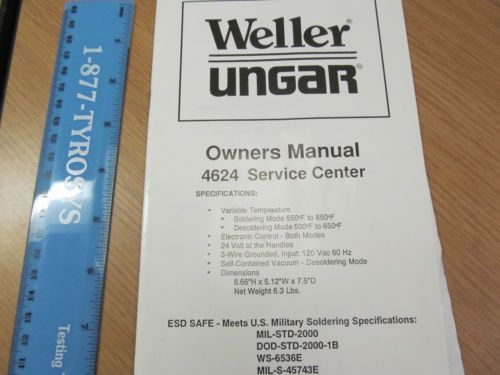 1-877-TYROSYS
Testing
Weller®
UNGAR®
Owners Manual
4624 Service Center
SPECIFICATIONS:
• Variable Temperature
• Soldering Mode 550°F to 850°F
• Desoldering Mode 500°F to 850°F
• Electronic Control - Both Modes
• 24 Volt at the Handles
• 3-Wire Grounded, Input: 120 Vac 60 Hz
• Self-Contained Vacuum - Desoldering Mode
• Dimensions
6.66"H x 5.12"W x 7.5"D
Net Weight 6.3 Lbs.
ESD SAFE - Meets U.S. Military Soldering Specifications:
MIL-STD-2000
DOD-STD-2000-1B
WS-6536E
MIL-S-45743E